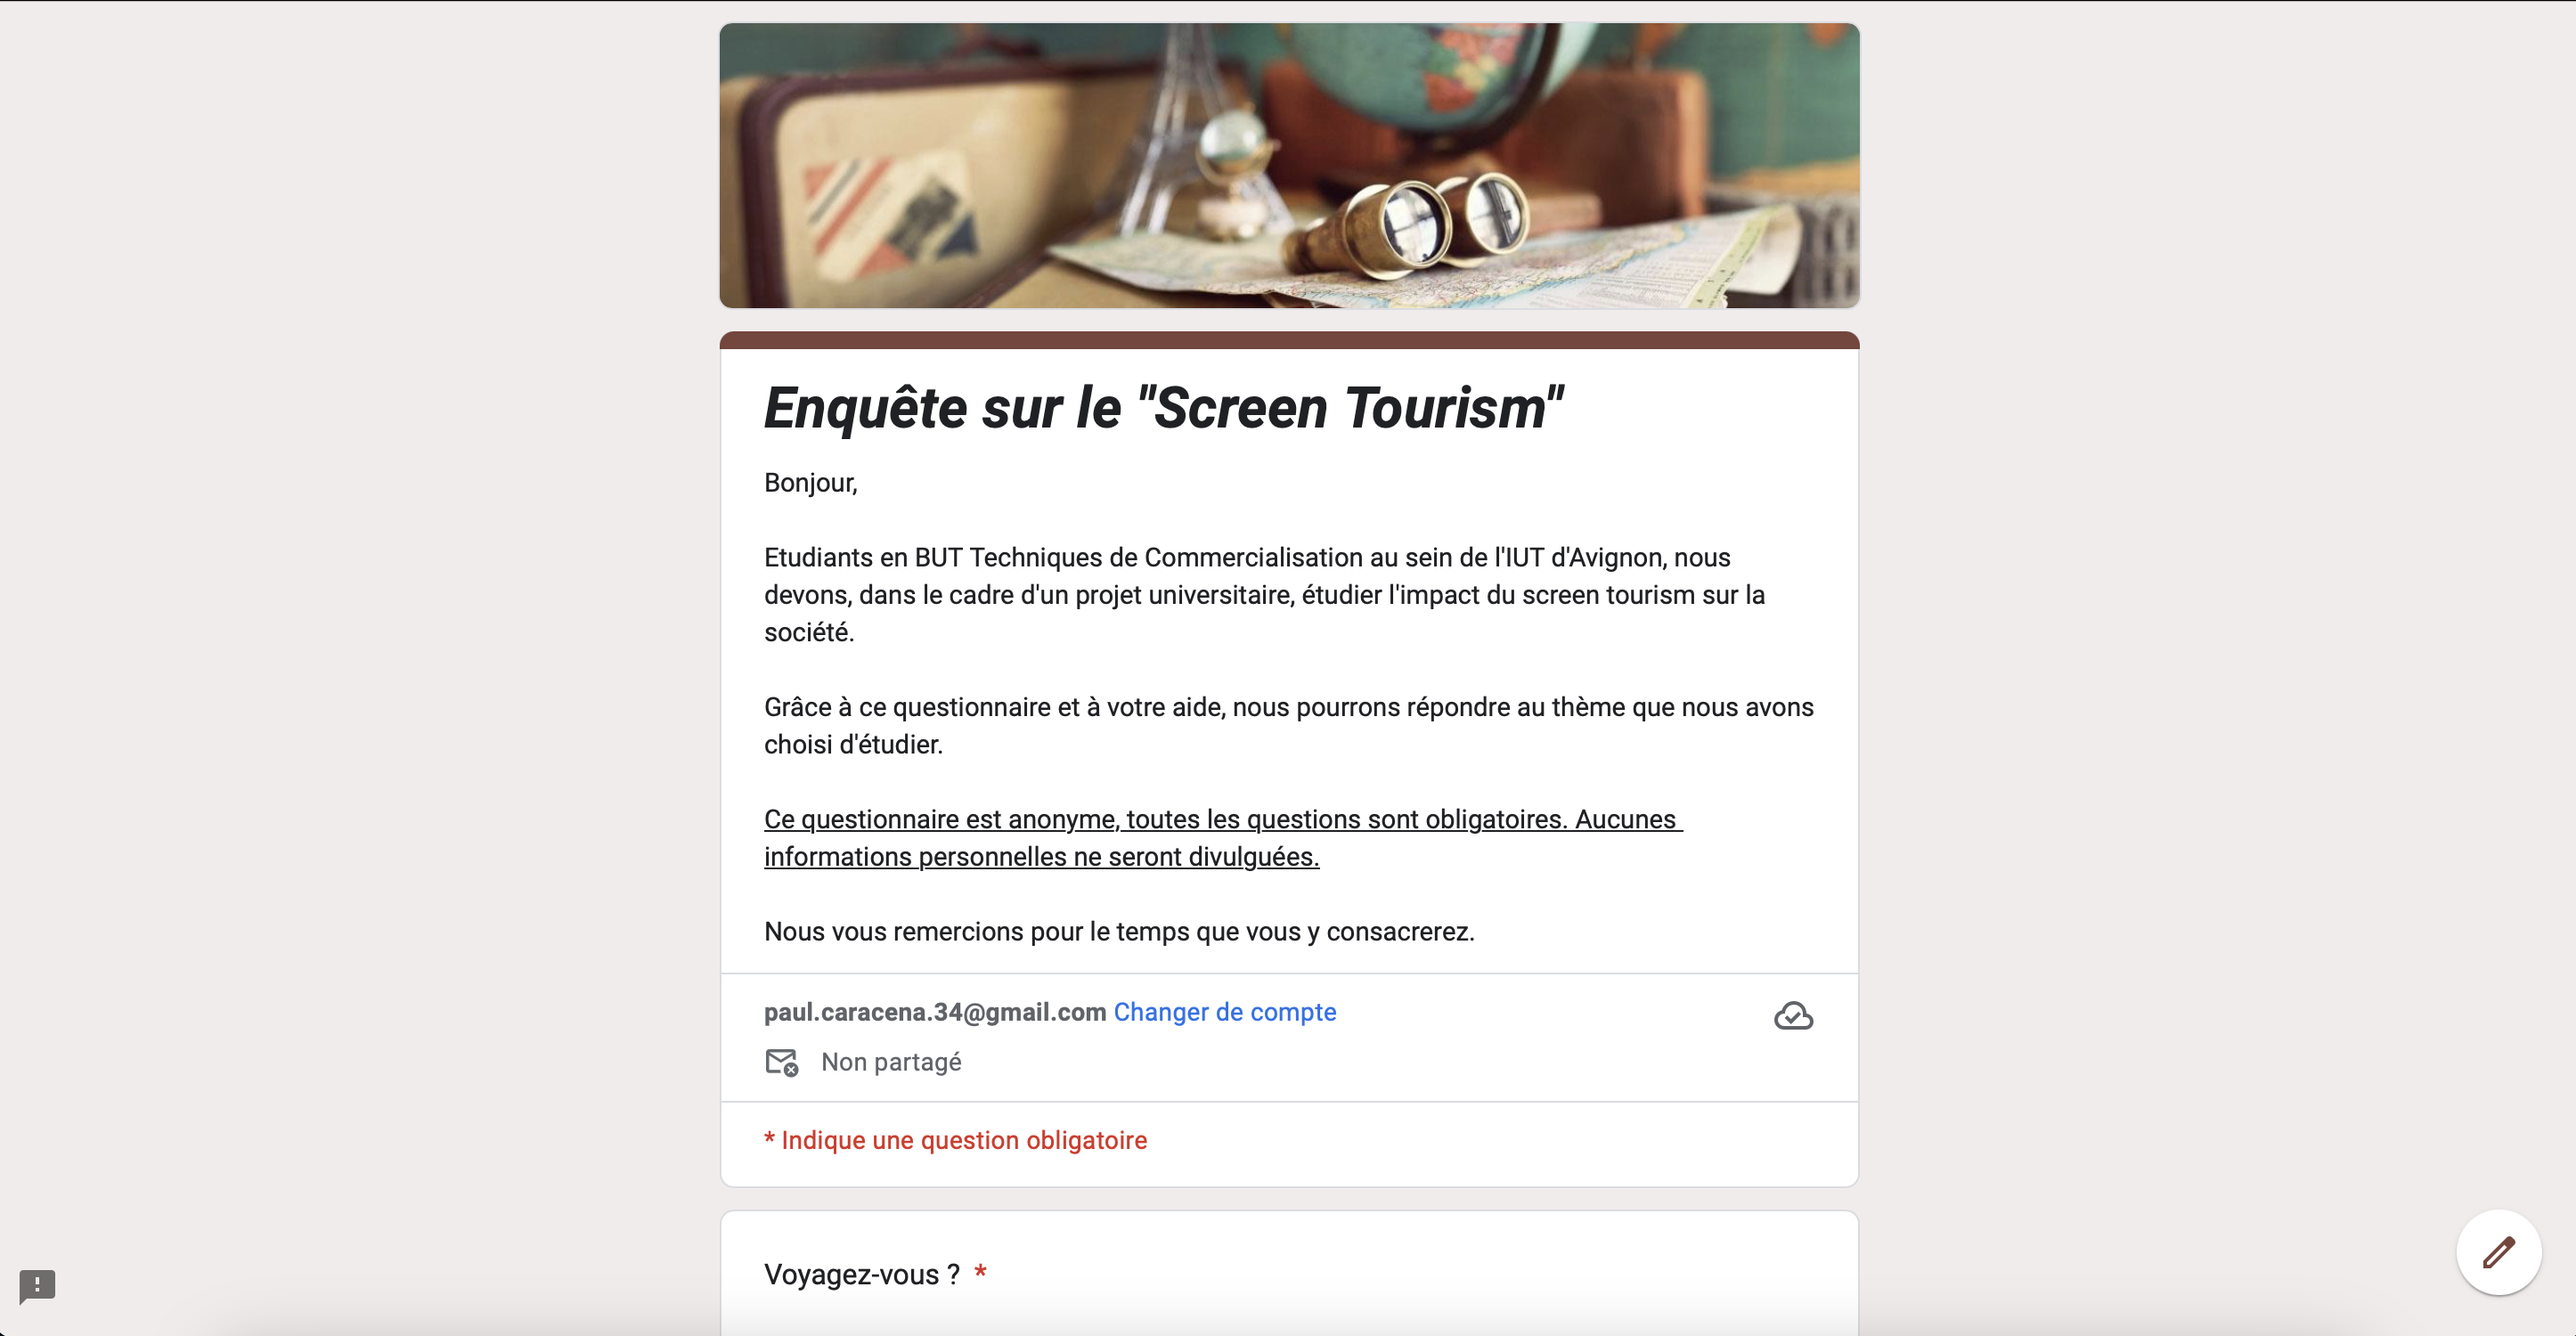 Enquête sur le "Screen Tourism"
Bonjour,
Etudiants en BUT Techniques de Commercialisation au sein de l'IUT d'Avignon, nous
devons, dans le cadre d'un projet universitaire, étudier l'impact du screen tourism sur la
société.
Grâce à ce questionnaire et à votre aide, nous pourrons répondre au thème que nous avons
choisi d'étudier.
Ce questionnaire est anonyme, toutes les questions sont obligatoires. Aucunes
informations personnelles ne seront divulguées.
Nous vous remercions pour le temps que vous y consacrerez.
paul.caracena.34@gmail.com Changer de compte
Non partagé
* Indique une question obligatoire
Voyagez-vous ? *